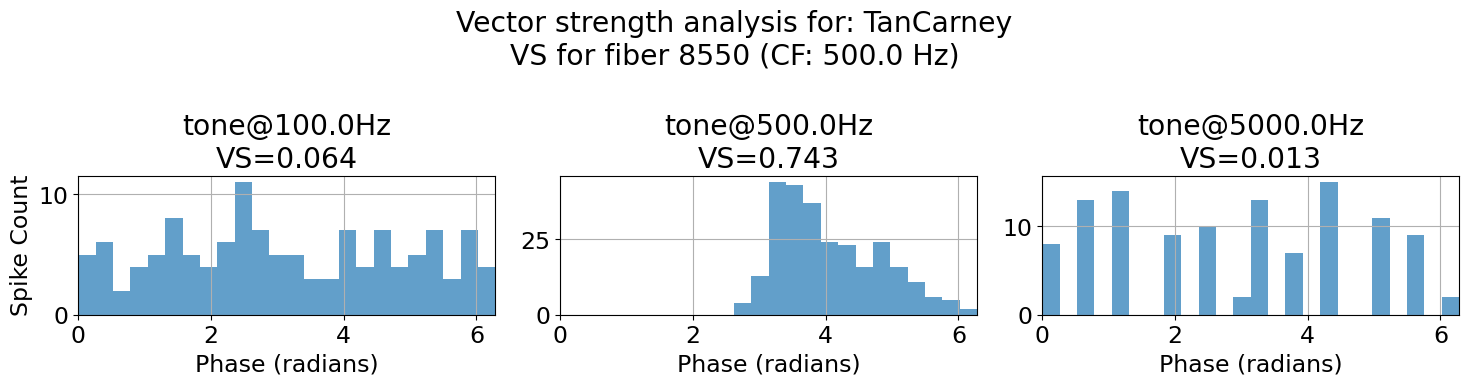 Vector strength analysis for: TanCarney
VS for fiber 8550 (CF: 500.0 Hz)
tone@100.0Hz
VS=0.064
tone@500.0Hz
VS=0.743
tone@5000.0Hz
VS=0.013
Spike Count
10
0
0 2 4 6
Phase (radians)
25
0
0 2 4 6
Phase (radians)
10
0
0 2 4 6
Phase (radians)